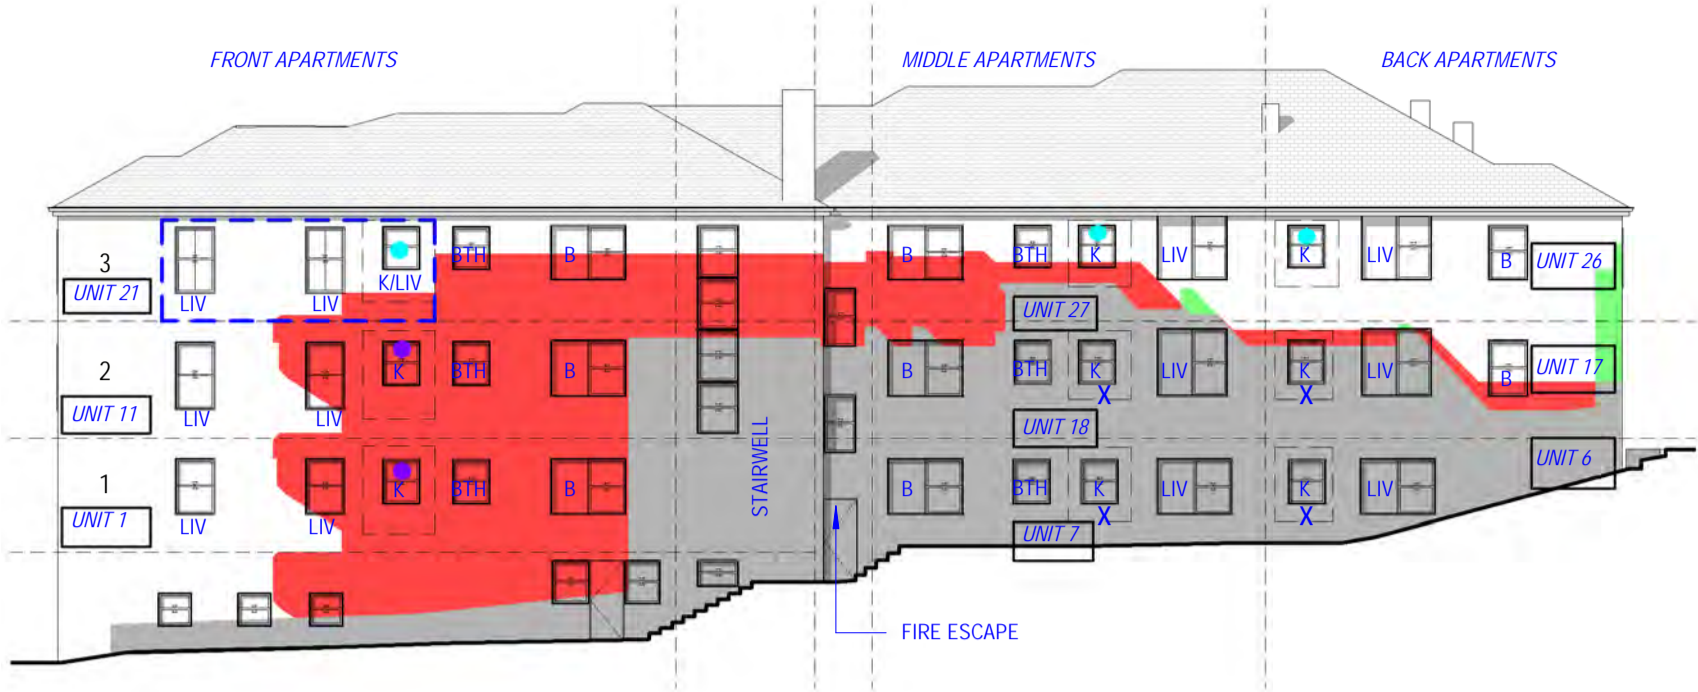 FRONT APARTMENTS
MIDDLE APARTMENTS
BACK APARTMENTS
3
UNIT 21
LIV
LIV
K/LIV
BTH
B
B
BTH
K
LIV
K
LIV
B
UNIT 26
UNIT 27
2
UNIT 11
LIV
LIV
K
BTH
B
B
BTH
K
X
LIV
K
X
LIV
B
UNIT 17
UNIT 18
1
UNIT 1
LIV
LIV
K
BTH
B
STAIRWELL
B
BTH
K
X
LIV
K
X
LIV
UNIT 6
UNIT 7
FIRE ESCAPE